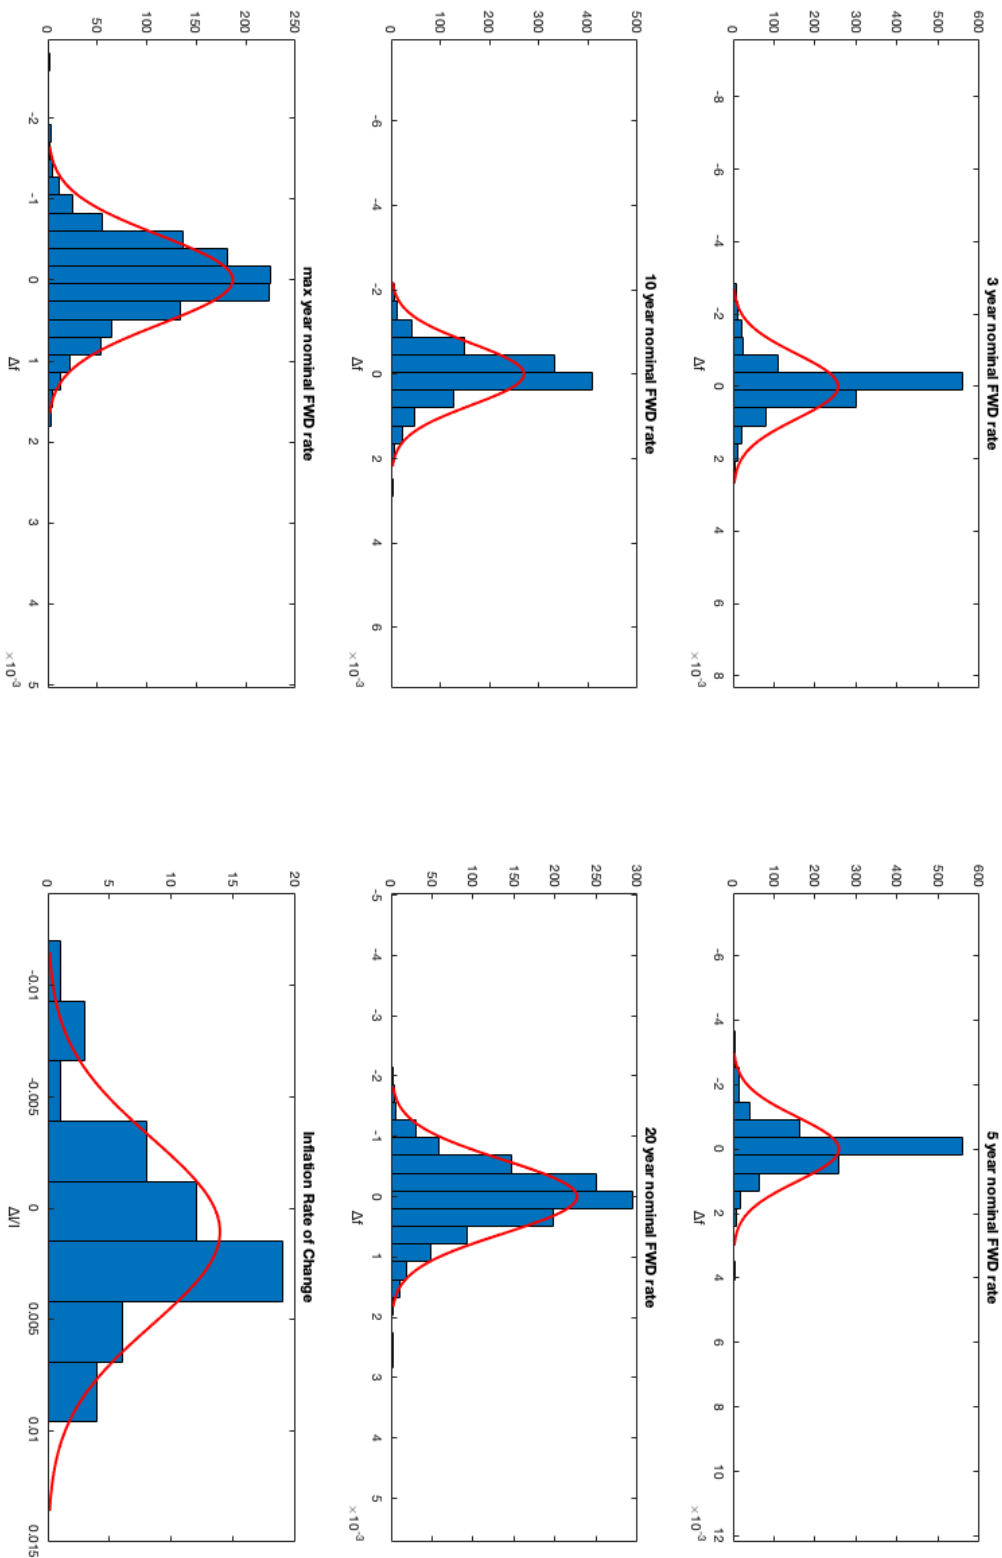 3 year nominal FWD rate
600
500
400
300
200
100
0
-8 -6 -4 -2 0 2 4 6 8
Δf
×10⁻³
5 year nominal FWD rate
600
500
400
300
200
100
0
-6 -4 -2 0 2 4 6 8 10 12
Δf
10 year nominal FWD rate
500
400
300
200
100
0
-6 -4 -2 0 2 4 6
Δf
×10⁻³
20 year nominal FWD rate
300
250
200
150
100
50
0
-5 -4 -3 -2 -1 0 1 2 3 4 5
Δf
×10⁻³
max year nominal FWD rate
250
200
150
100
50
0
-2 -1 0 1 2 3 4 5
Δf
×10⁻³
Inflation Rate of Change
20
15
10
5
0
-0.01 -0.005 0 0.005 0.01 0.015
ΔI/I